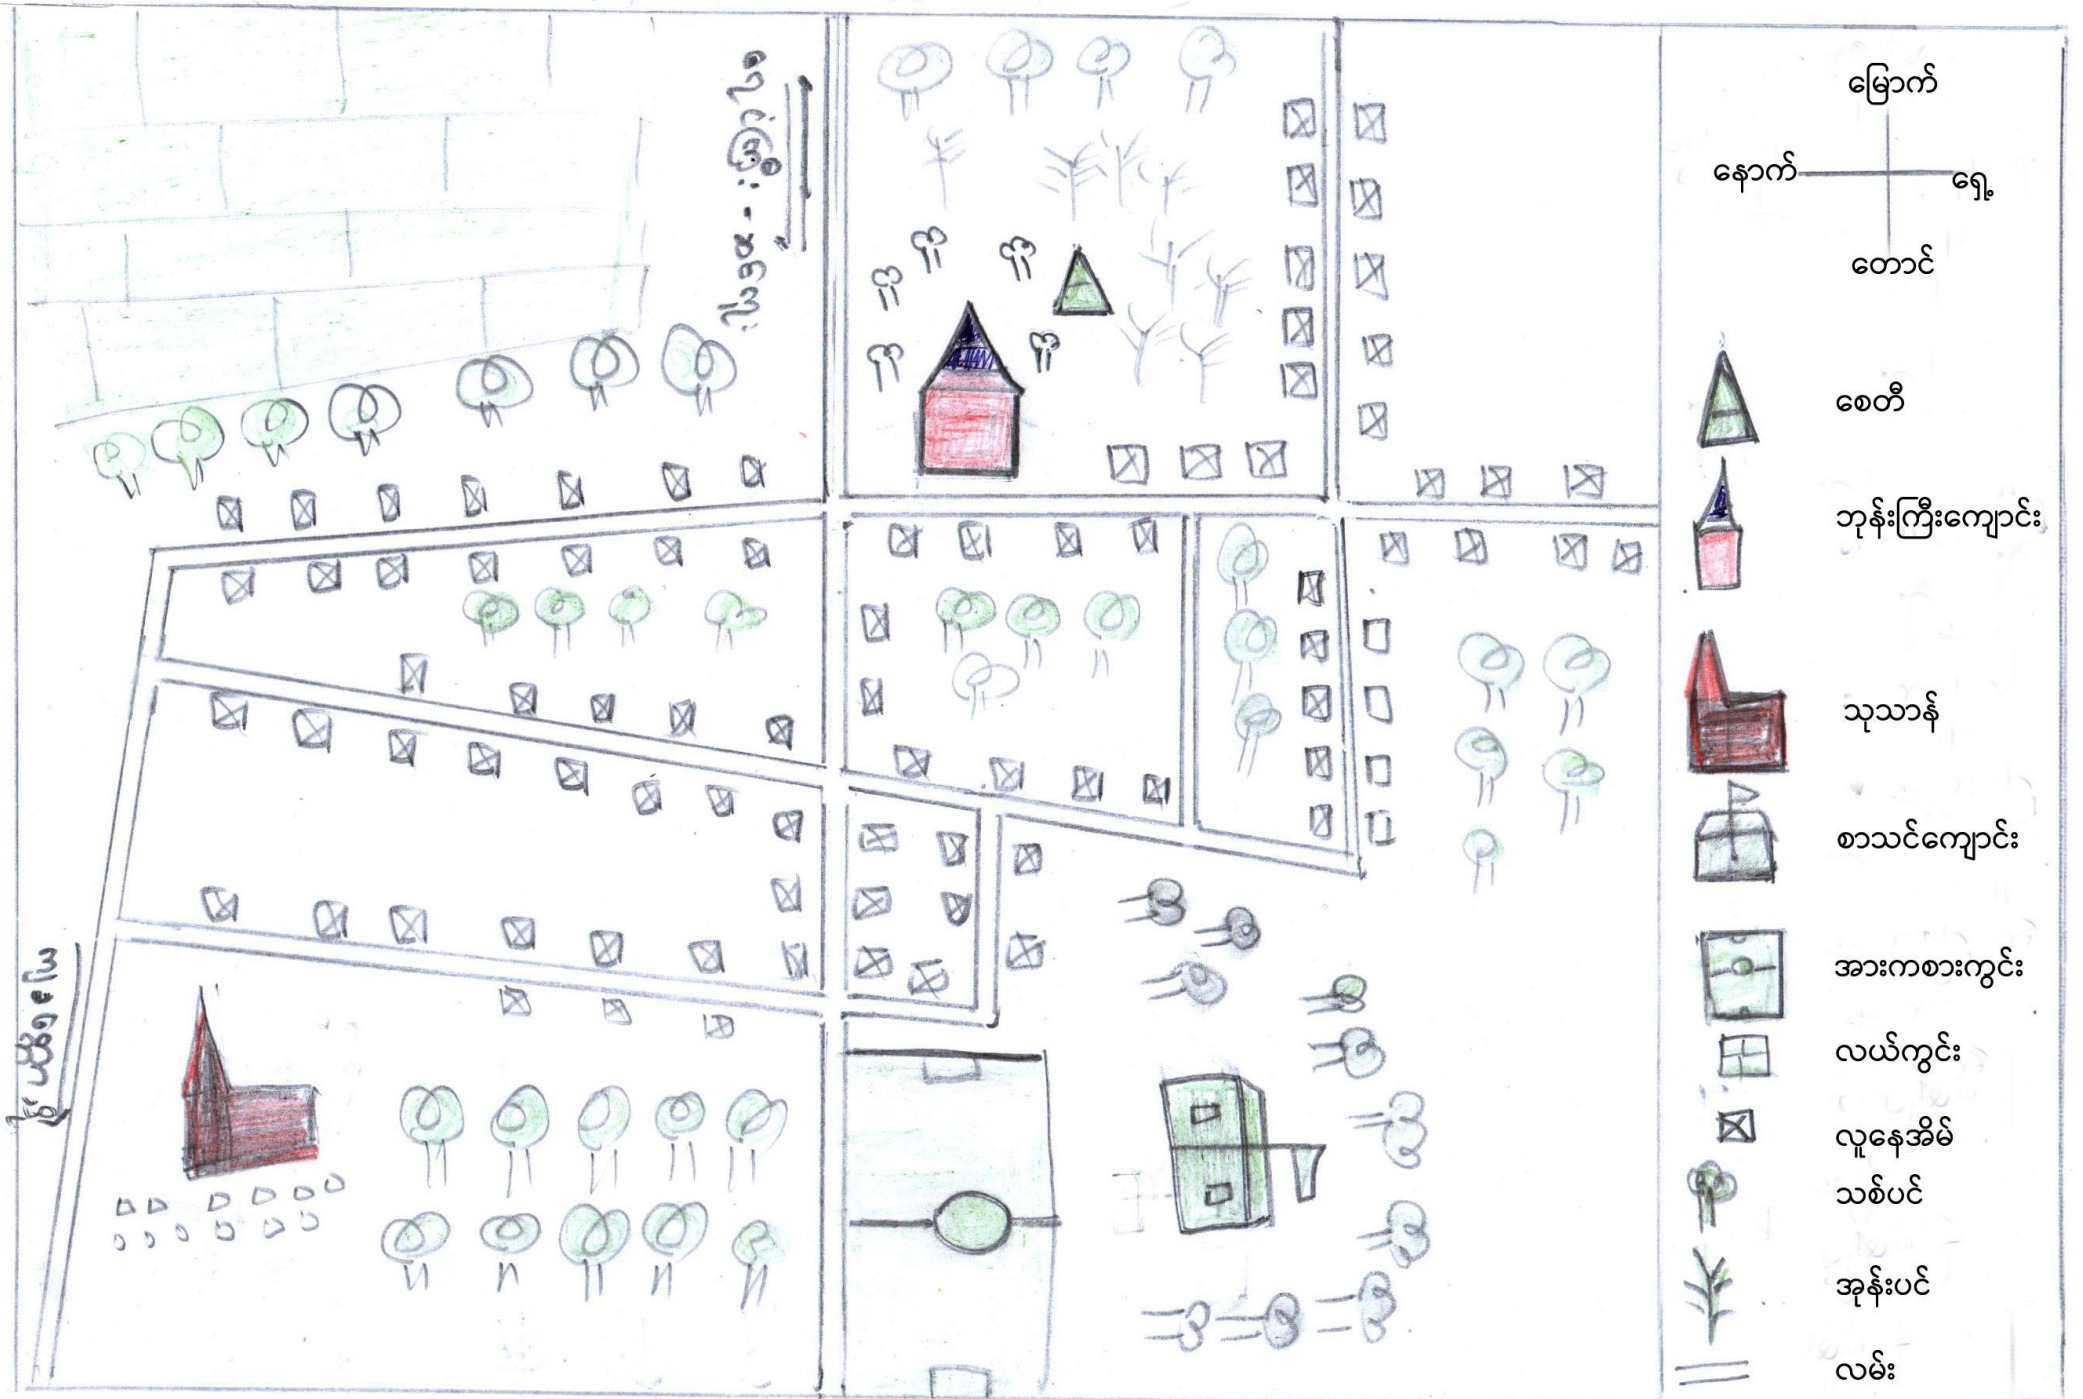 မြောက်
နောက်
ရှေ့
တောင်
စေတီ
ဘုန်းကြီးကျောင်း
သုသာန်
စာသင်ကျောင်း
အားကစားကွင်း
လယ်ကွင်း
လူနေအိမ်
သစ်ပင်
အုန်းပင်
လမ်း